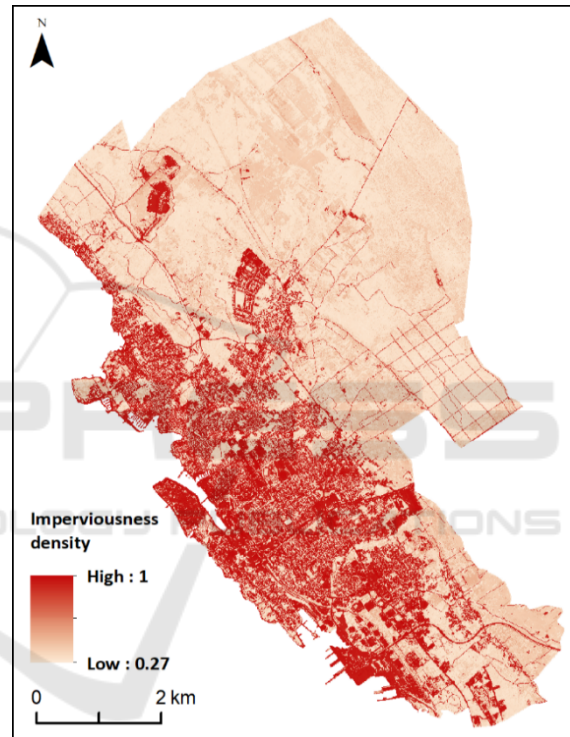 N
Imperviousness
density
High : 1
Low : 0.27
0 2 km